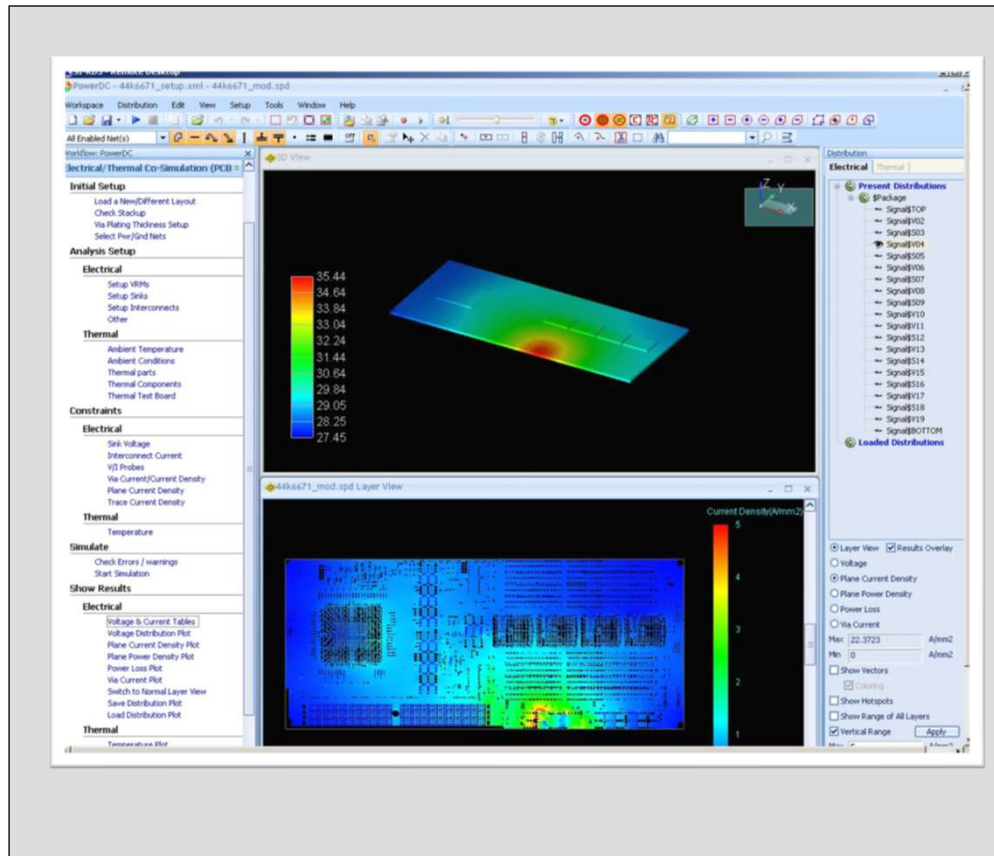 PowerDC - 44k6671_setup.xml - 44k6671_mod.spd
Workspace Distribution Edit View Setup Tools Window Help
All Enabled Net(s)
Workflow: PowerDC
Electrical/Thermal Co-Simulation (PCB
Initial Setup
Load a New/Different Layout
Check Stackup
Via Plating Thickness Setup
Select Pwr/Gnd Nets
Analysis Setup
Electrical
Setup VRMs
Setup Sinks
Setup Interconnects
Other
Thermal
Ambient Temperature
Ambient Conditions
Thermal parts
Thermal Components
Thermal Test Board
Constraints
Electrical
Sink Voltage
Interconnect Current
V/I Probes
Via Current/Current Density
Plane Current Density
Trace Current Density
Thermal
Temperature
Simulate
Check Errors / warnings
Start Simulation
Show Results
Electrical
Voltage & Current Tables
Voltage Distribution Plot
Plane Current Density Plot
Plane Power Density Plot
Power Loss Plot
Via Current Plot
Switch to Normal Layer View
Save Distribution Plot
Load Distribution Plot
Thermal
Temperature Plot
3D View
Z Y X
35.44
34.64
33.84
33.04
32.24
31.44
30.64
29.84
29.05
28.25
27.45
44k6671_mod.spd Layer View
Current Density(A/mm2)
5
4
3
2
1
Distribution
Electrical Thermal
Present Distributions
$Package
Signal$TOP
Signal$V02
Signal$S03
Signal$V04
Signal$S05
Signal$V06
Signal$S07
Signal$V08
Signal$S09
Signal$V10
Signal$V11
Signal$S12
Signal$V13
Signal$S14
Signal$V15
Signal$S16
Signal$V17
Signal$S18
Signal$V19
Signal$BOTTOM
Loaded Distributions
Layer View Results Overlay
Voltage
Plane Current Density
Plane Power Density
Power Loss
Via Current
Max 22.3723 A/mm2
Min 0 A/mm2
Show Vectors
Coloring
Show Hotspots
Show Range of All Layers
Vertical Range Apply